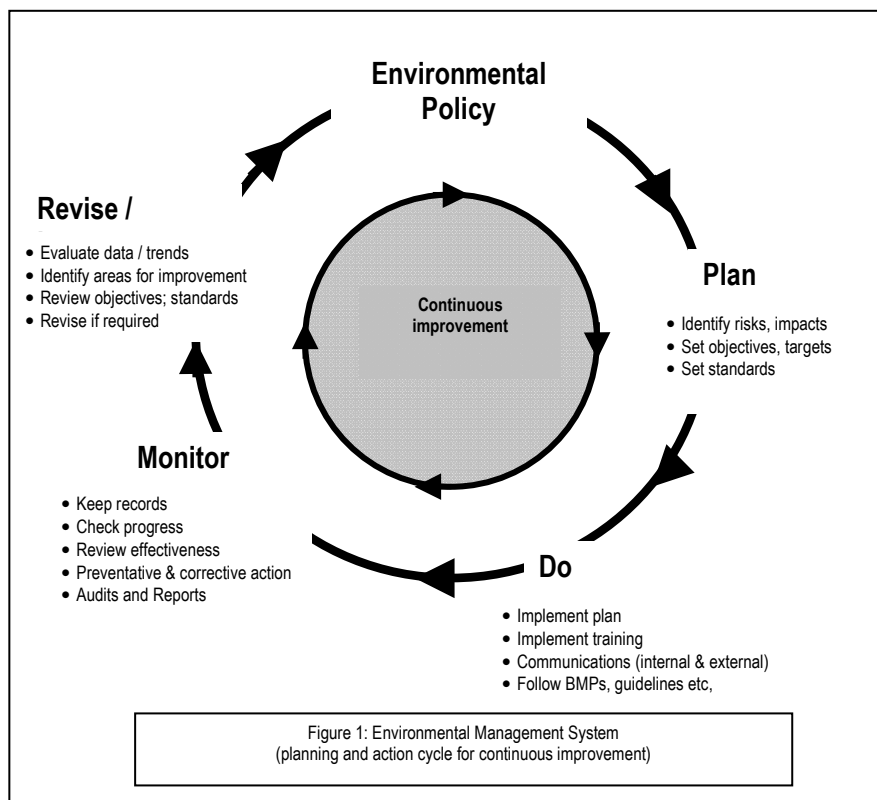 Environmental
Policy
Revise /
• Evaluate data / trends
• Identify areas for improvement
• Review objectives; standards
• Revise if required
Continuous
improvement
Plan
• Identify risks, impacts
• Set objectives, targets
• Set standards
Monitor
• Keep records
• Check progress
• Review effectiveness
• Preventative & corrective action
• Audits and Reports
Do
• Implement plan
• Implement training
• Communications (internal & external)
• Follow BMPs, guidelines etc,
Figure 1: Environmental Management System
(planning and action cycle for continuous improvement)